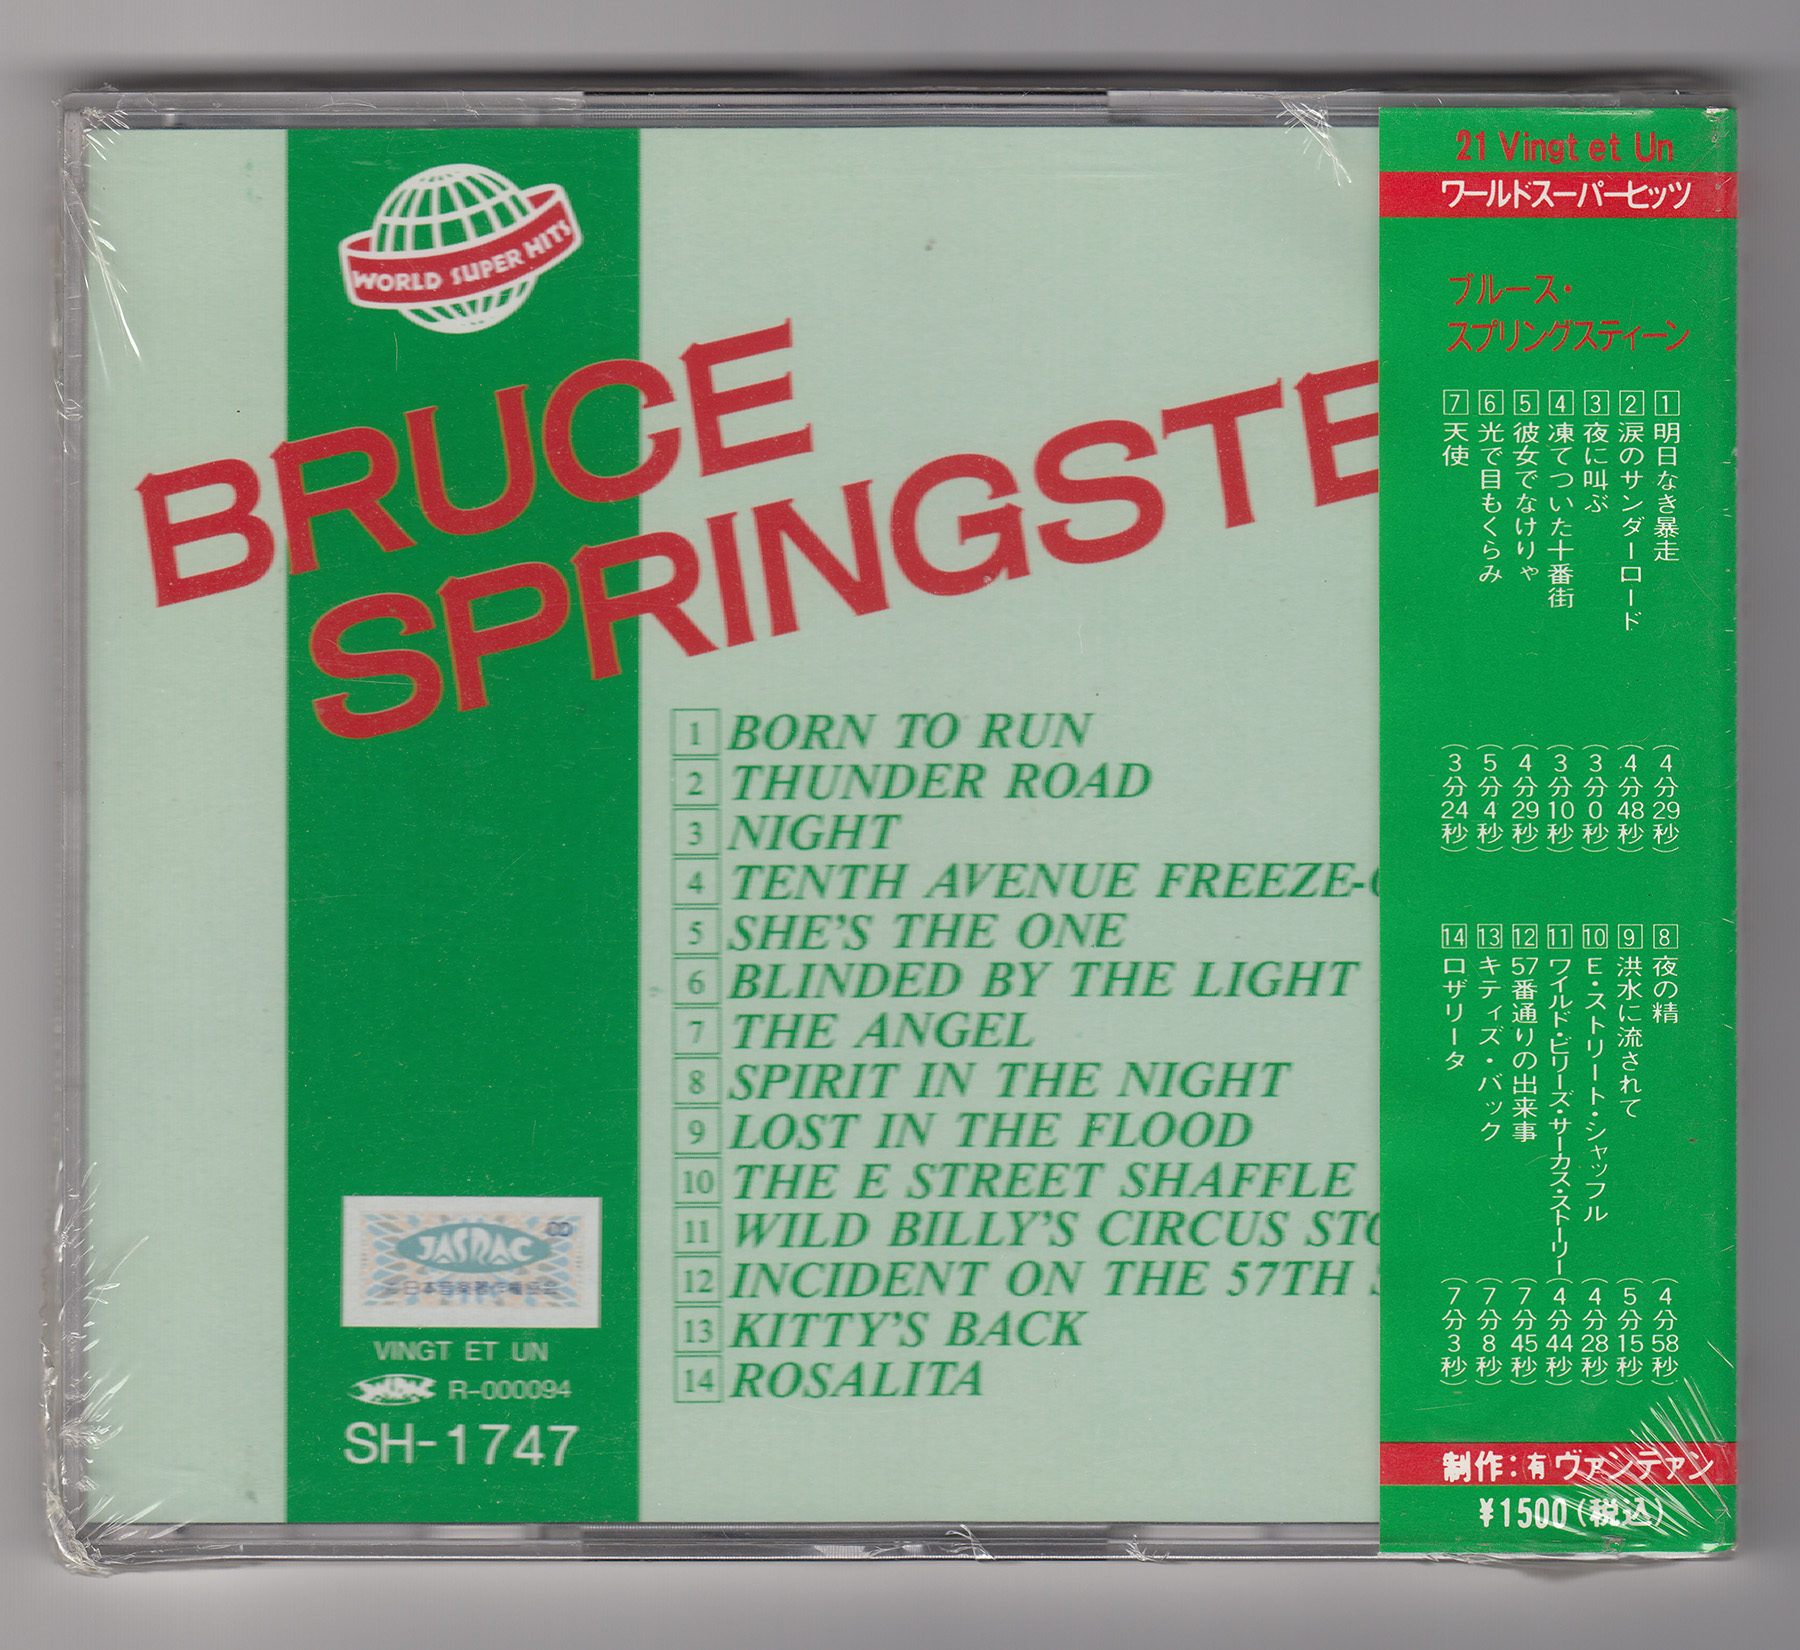 WORLD SUPER HITS
BRUCE
SPRINGSTE
1 BORN TO RUN
2 THUNDER ROAD
3 NIGHT
4 TENTH AVENUE FREEZE-
5 SHE'S THE ONE
6 BLINDED BY THE LIGHT
7 THE ANGEL
8 SPIRIT IN THE NIGHT
9 LOST IN THE FLOOD
10 THE E STREET SHAFFLE
11 WILD BILLY'S CIRCUS STO
12 INCIDENT ON THE 57TH
13 KITTY'S BACK
14 ROSALITA
JASRAC
日本音楽著作権協会
VINGT ET UN
R-000094
SH-1747
21 Vingt et Un
ワールドスーパーヒッツ
ブルース・
スプリングスティーン
1 明日なき暴走 (4分29秒)
2 涙のサンダーロード (4分48秒)
3 夜に叫ぶ (3分0秒)
4 凍てついた十番街 (3分10秒)
5 彼女でなけりゃ (4分29秒)
6 光で目もくらみ (5分4秒)
7 天使 (3分24秒)
8 夜の精 (4分58秒)
9 洪水に流されて (5分15秒)
10 E・ストリート・シャッフル (4分28秒)
11 ワイルド・ビリーズ・サーカス・ストーリー (4分44秒)
12 57番通りの出来事 (7分45秒)
13 キティズ・バック (7分8秒)
14 ロザリータ (7分3秒)
制作：有ヴァンテァン
¥1500(税込)